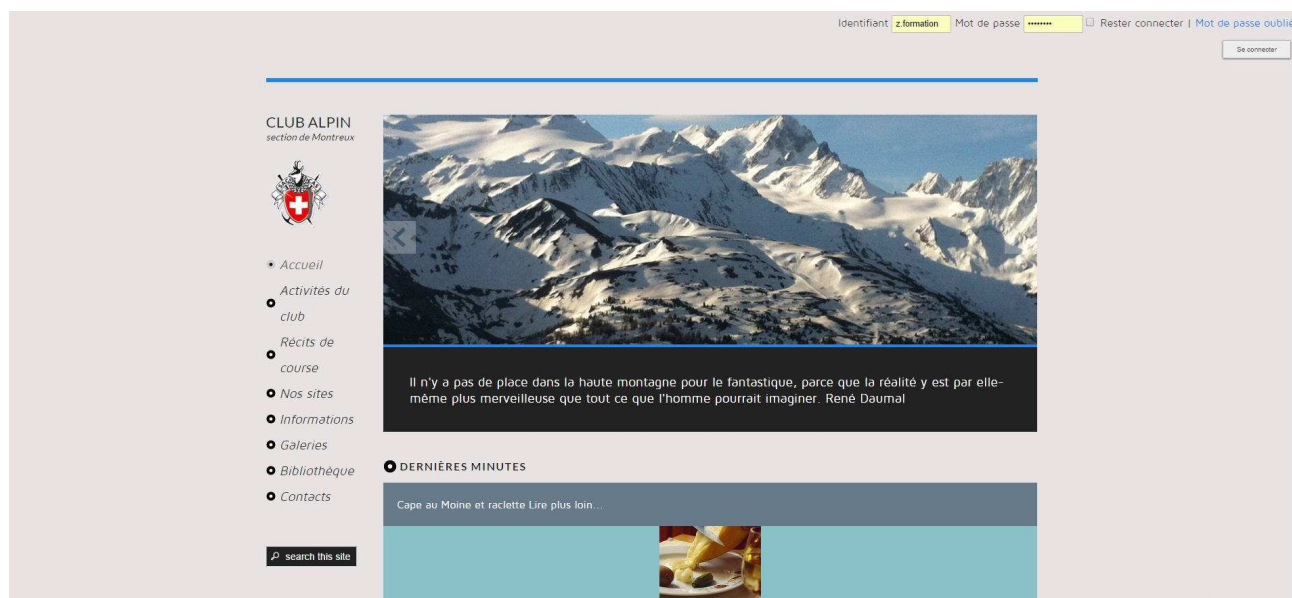 Identifiant z.formation Mot de passe •••••••• Rester connecter | Mot de passe oublié
Se connecter
CLUB ALPIN
section de Montreux
Accueil
Activités du
club
Récits de
course
Nos sites
Informations
Galeries
Bibliothèque
Contacts
search this site
Il n'y a pas de place dans la haute montagne pour le fantastique, parce que la réalité y est par elle-
même plus merveilleuse que tout ce que l'homme pourrait imaginer. René Daumal
DERNIÈRES MINUTES
Cape au Moine et raclette Lire plus loin...